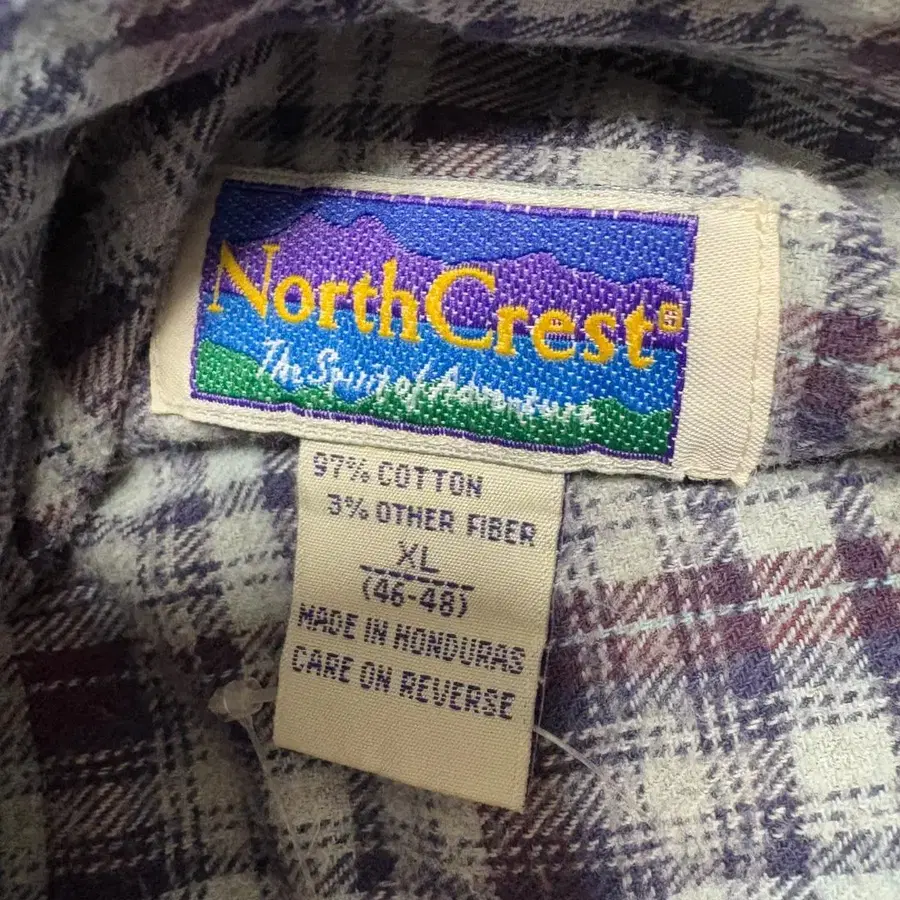 NorthCrest®
The Spirit of Adventure
97% COTTON
3% OTHER FIBER
XL
(46-48)
MADE IN HONDURAS
CARE ON REVERSE